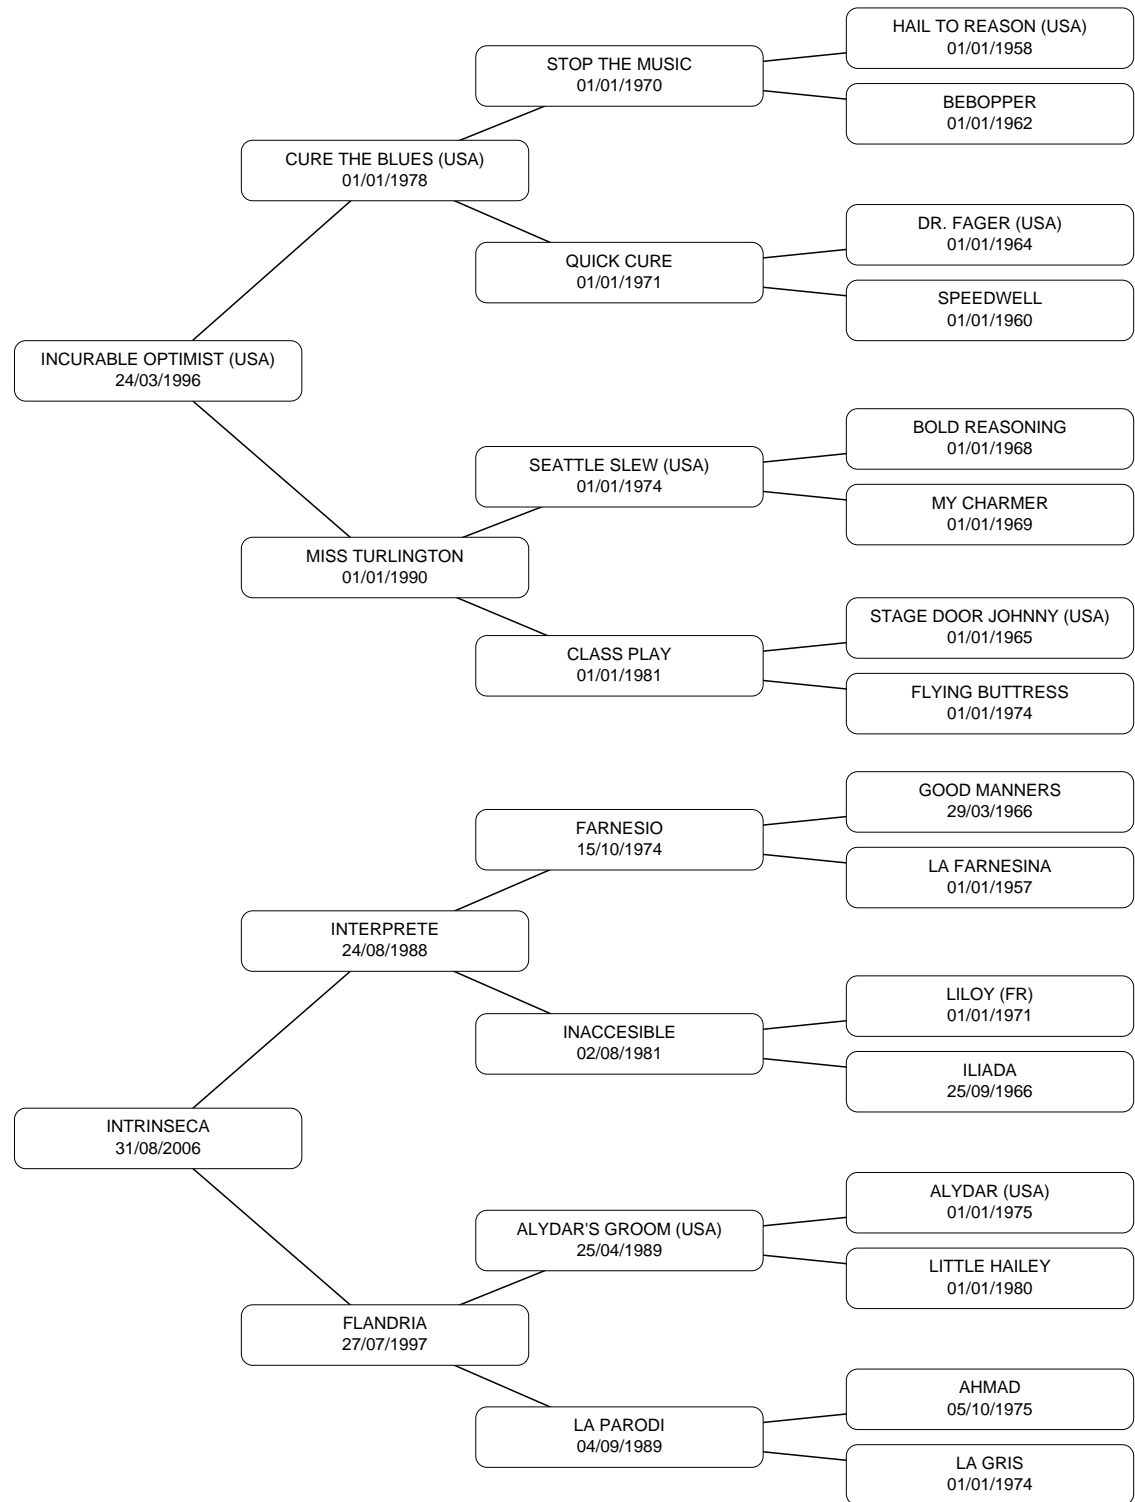 HAIL TO REASON (USA)
01/01/1958
STOP THE MUSIC
01/01/1970
BEBOPPER
01/01/1962
CURE THE BLUES (USA)
01/01/1978
DR. FAGER (USA)
01/01/1964
QUICK CURE
01/01/1971
SPEEDWELL
01/01/1960
INCURABLE OPTIMIST (USA)
24/03/1996
BOLD REASONING
01/01/1968
SEATTLE SLEW (USA)
01/01/1974
MY CHARMER
01/01/1969
MISS TURLINGTON
01/01/1990
STAGE DOOR JOHNNY (USA)
01/01/1965
CLASS PLAY
01/01/1981
FLYING BUTTRESS
01/01/1974
GOOD MANNERS
29/03/1966
FARNESIO
15/10/1974
LA FARNESINA
01/01/1957
INTERPRETE
24/08/1988
LILOY (FR)
01/01/1971
INACCESIBLE
02/08/1981
ILIADA
25/09/1966
INTRINSECA
31/08/2006
ALYDAR (USA)
01/01/1975
ALYDAR'S GROOM (USA)
25/04/1989
LITTLE HAILEY
01/01/1980
FLANDRIA
27/07/1997
AHMAD
05/10/1975
LA PARODI
04/09/1989
LA GRIS
01/01/1974